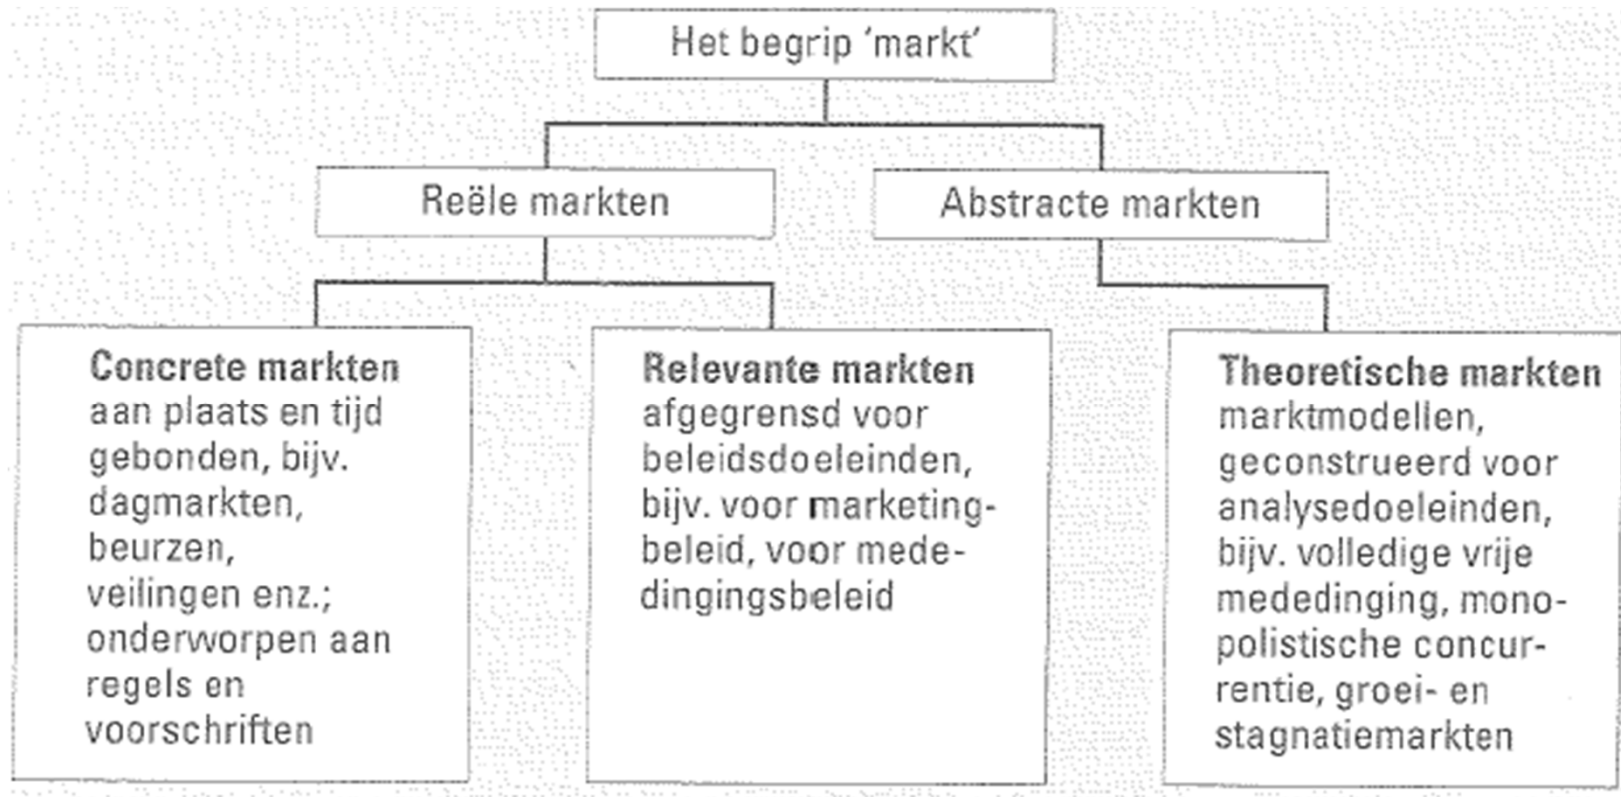 Het begrip ‘markt’
Reële markten
Abstracte markten
Concrete markten
aan plaats en tijd
gebonden, bijv.
dagmarkten,
beurzen,
veilingen enz.;
onderworpen aan
regels en
voorschriften
Relevante markten
afgegrensd voor
beleidsdoeleinden,
bijv. voor marketing-
beleid, voor mede-
dingingsbeleid
Theoretische markten
marktmodellen,
geconstrueerd voor
analysedoeleinden,
bijv. volledige vrije
mededinging, mono-
polistische concur-
rentie, groei- en
stagnatiemarkten